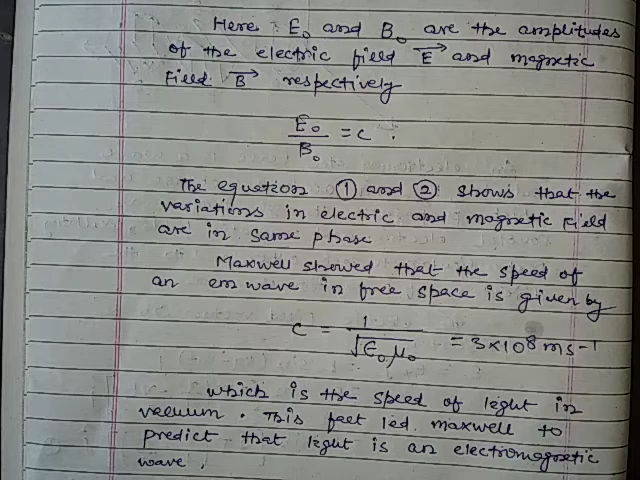 Here E₀ and B₀ are the amplitudes
of the electric field E⃗ and magnetic
field B⃗ respectively
E₀/B₀ = c .
The equation ① and ② shows that the
variations in electric and magnetic field
are in same phase
Maxwell showed that the speed of
an em wave in free space is given by
c = 1/√(ε₀μ₀) = 3×10⁸ ms⁻¹
which is the speed of light in
vacuum . This fact led maxwell to
predict that light is an electromagnetic
wave .